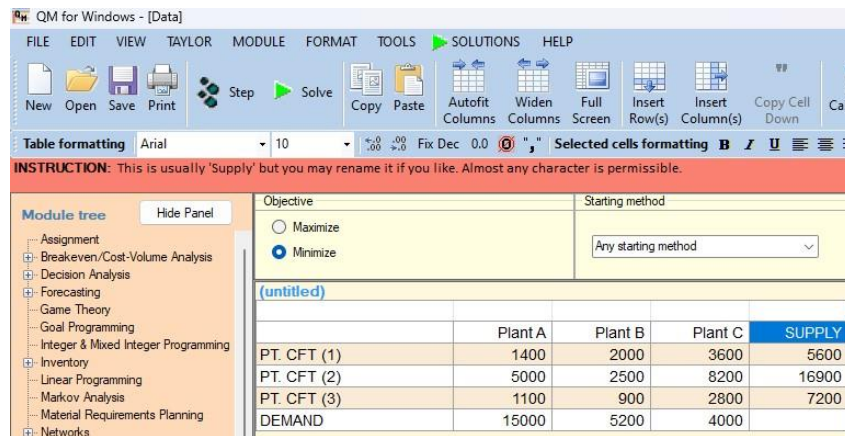 QM for Windows - [Data]
FILE EDIT VIEW TAYLOR MODULE FORMAT TOOLS SOLUTIONS HELP
New Open Save Print Step Solve Copy Paste Autofit Columns Widen Columns Full Screen Insert Row(s) Insert Column(s) Copy Cell Down Ca
Table formatting Arial 10 Fix Dec 0.0 "," Selected cells formatting B I U
INSTRUCTION: This is usually 'Supply' but you may rename it if you like. Almost any character is permissible.
Module tree Hide Panel
Assignment
Breakeven/Cost-Volume Analysis
Decision Analysis
Forecasting
Game Theory
Goal Programming
Integer & Mixed Integer Programming
Inventory
Linear Programming
Markov Analysis
Material Requirements Planning
Networks
Objective
Maximize
Minimize
Starting method
Any starting method
(untitled)
Plant A Plant B Plant C SUPPLY
PT. CFT (1) 1400 2000 3600 5600
PT. CFT (2) 5000 2500 8200 16900
PT. CFT (3) 1100 900 2800 7200
DEMAND 15000 5200 4000